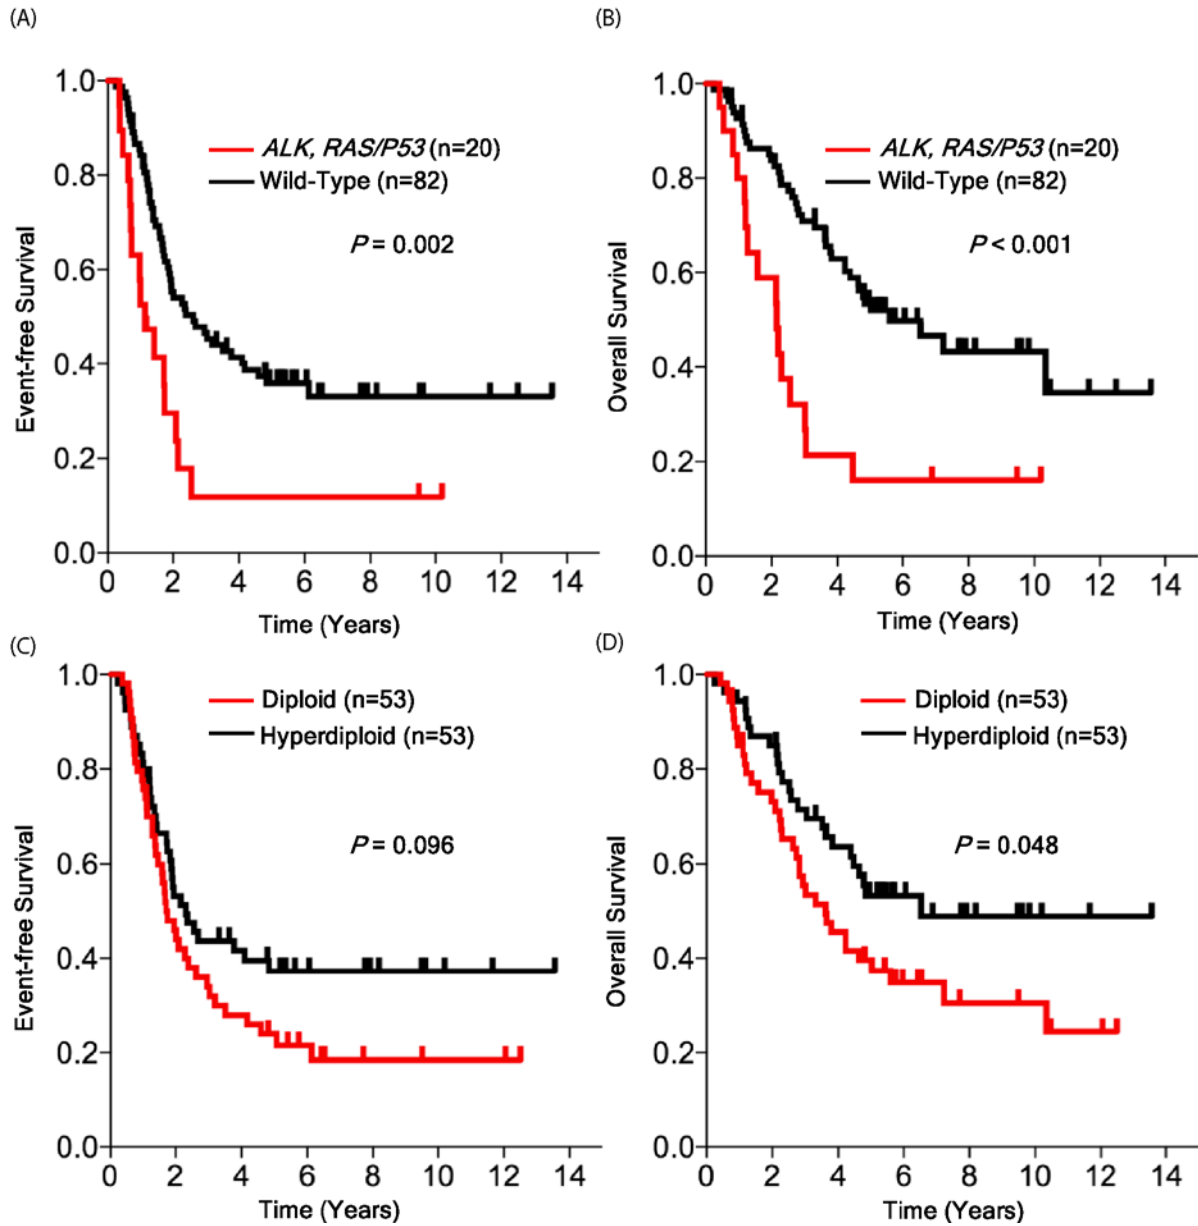 (A)
1.0
0.8
0.6
0.4
0.2
0.0
Event-free Survival
ALK, RAS/P53 (n=20)
Wild-Type (n=82)
P = 0.002
0 2 4 6 8 10 12 14
Time (Years)
(B)
1.0
0.8
0.6
0.4
0.2
0.0
Overall Survival
ALK, RAS/P53 (n=20)
Wild-Type (n=82)
P < 0.001
0 2 4 6 8 10 12 14
Time (Years)
(C)
1.0
0.8
0.6
0.4
0.2
0.0
Event-free Survival
Diploid (n=53)
Hyperdiploid (n=53)
P = 0.096
0 2 4 6 8 10 12 14
Time (Years)
(D)
1.0
0.8
0.6
0.4
0.2
0.0
Overall Survival
Diploid (n=53)
Hyperdiploid (n=53)
P = 0.048
0 2 4 6 8 10 12 14
Time (Years)